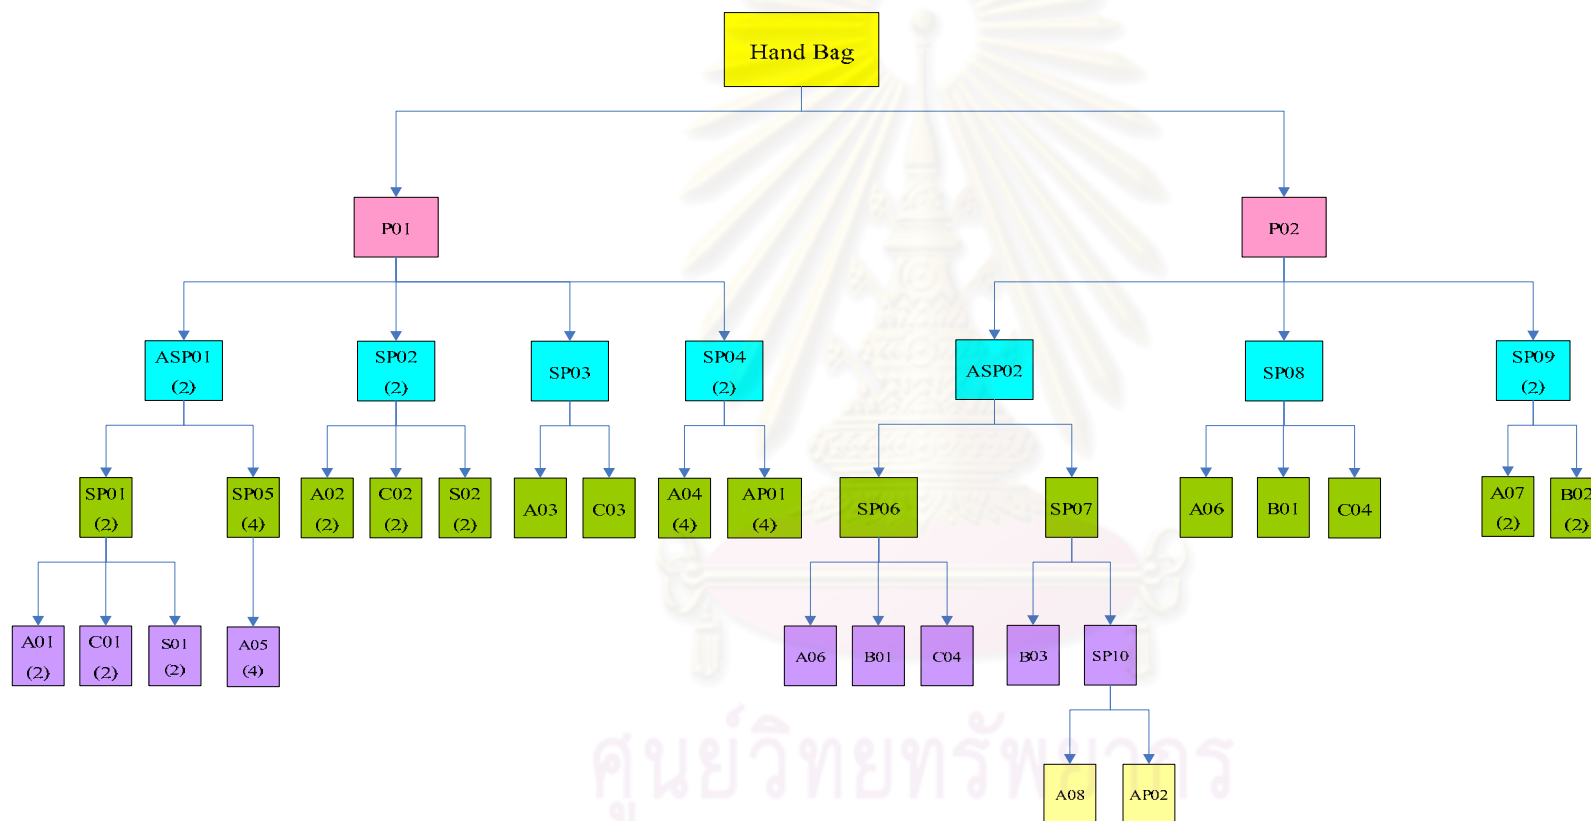 Hand Bag
P01
P02
ASP01
(2)
SP02
(2)
SP03
SP04
(2)
ASP02
SP08
SP09
(2)
SP01
(2)
SP05
(4)
A02
(2)
C02
(2)
S02
(2)
A03
C03
A04
(4)
AP01
(4)
SP06
SP07
A06
B01
C04
A07
(2)
B02
(2)
A01
(2)
C01
(2)
S01
(2)
A05
(4)
A06
B01
C04
B03
SP10
A08
AP02
ศูนย์วิทยทรัพยากร